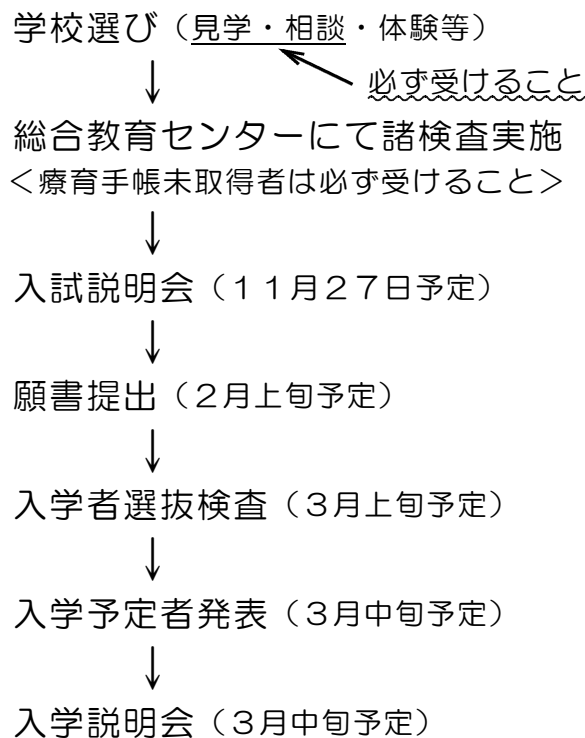 学校選び（見学・相談・体験等）
必ず受けること
総合教育センターにて諸検査実施
＜療育手帳未取得者は必ず受けること＞
入試説明会（１１月２７日予定）
願書提出（２月上旬予定）
入学者選抜検査（３月上旬予定）
入学予定者発表（３月中旬予定）
入学説明会（３月中旬予定）